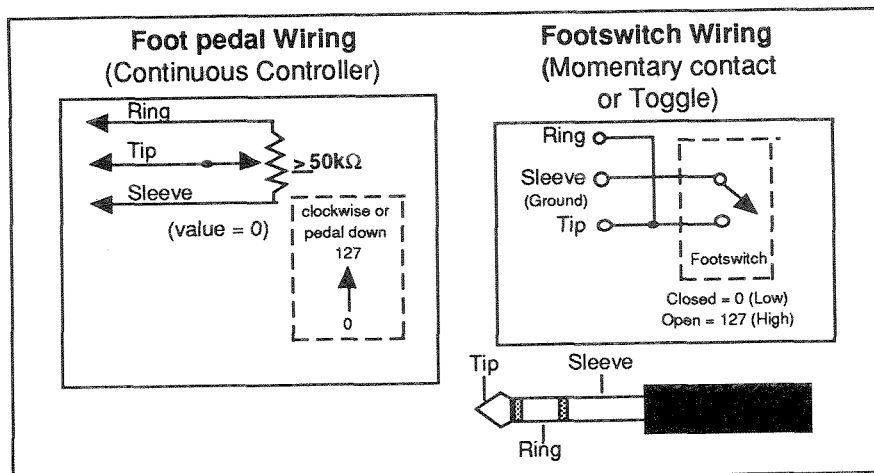 Foot pedal Wiring
(Continuous Controller)
Ring
Tip
≥50kΩ
Sleeve
(value = 0)
clockwise or
pedal down
127
0
Footswitch Wiring
(Momentary contact
or Toggle)
Ring
Sleeve
(Ground)
Tip
Footswitch
Closed = 0 (Low)
Open = 127 (High)
Tip
Sleeve
Ring